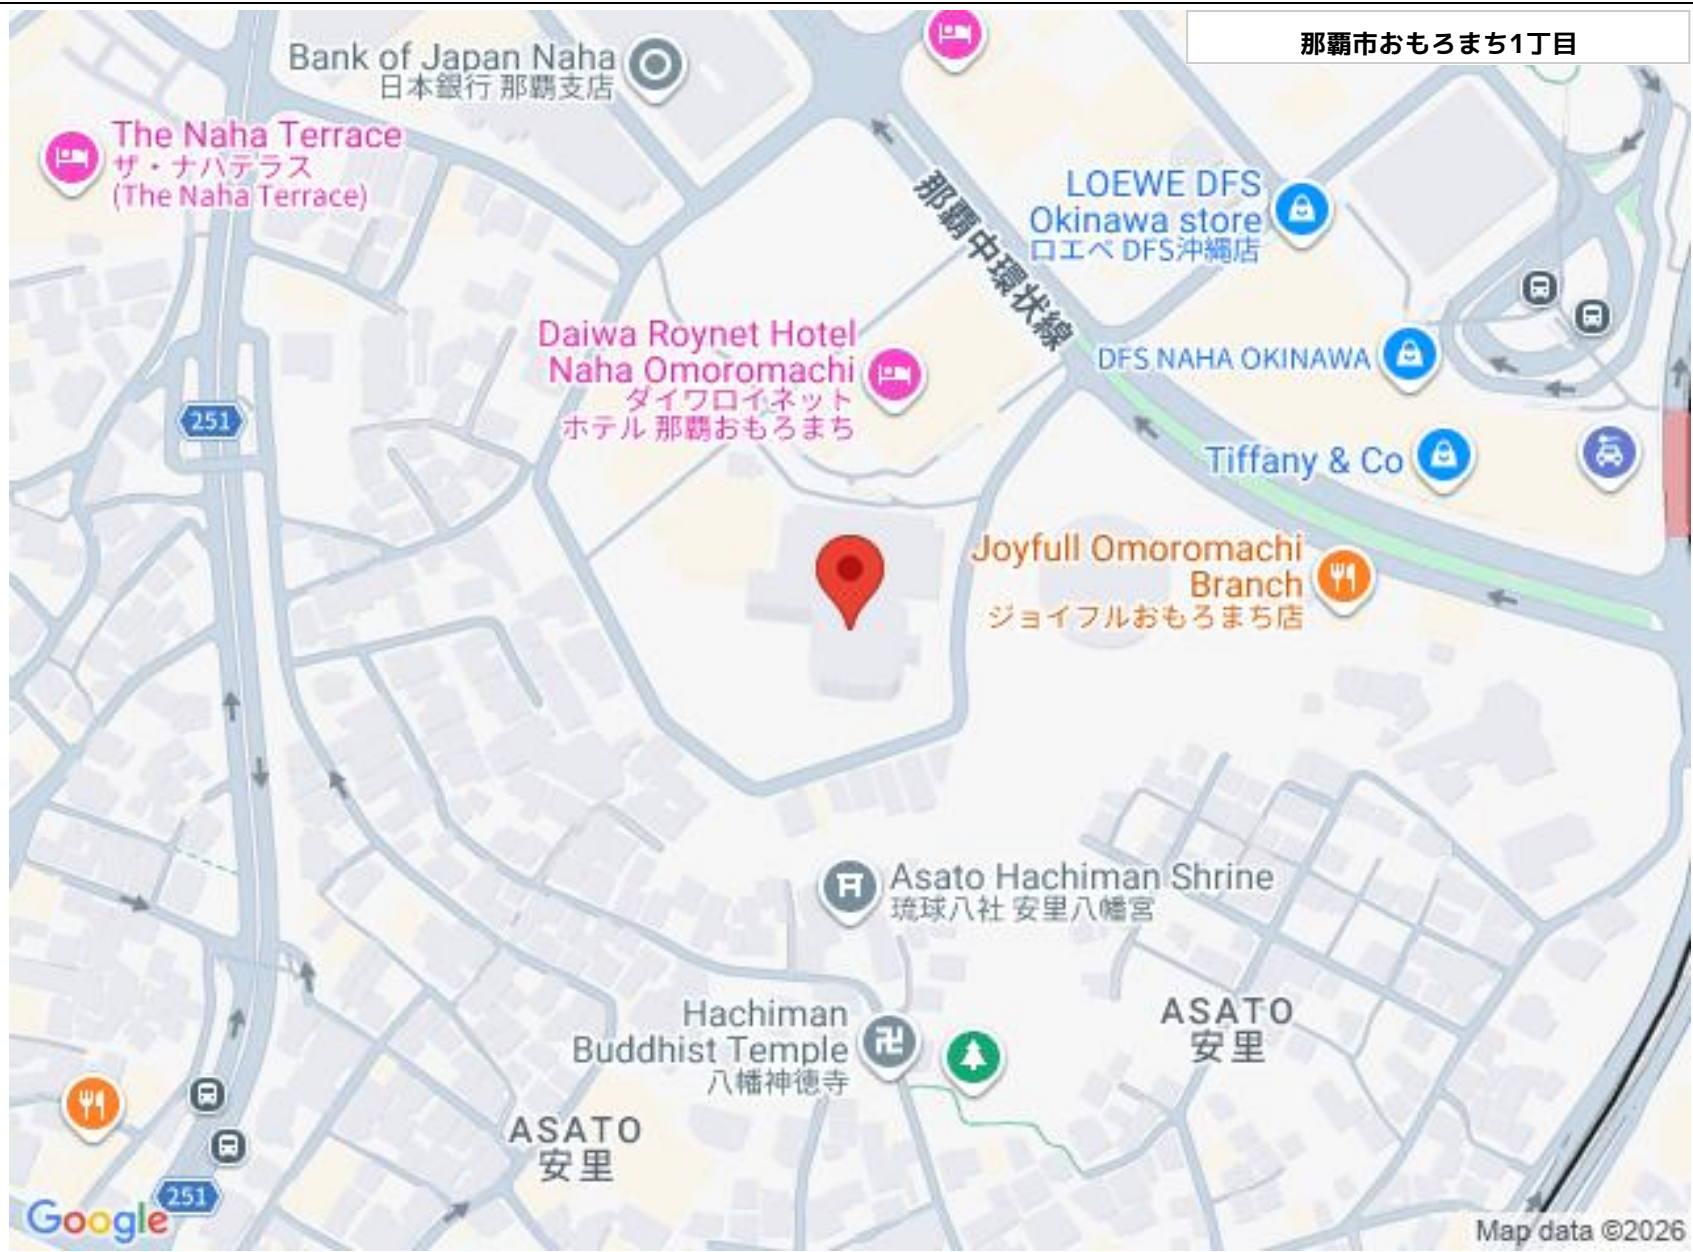 那覇市おもろまち1丁目
Bank of Japan Naha
日本銀行 那覇支店
The Naha Terrace
ザ・ナハテラス
(The Naha Terrace)
那覇中環状線
LOEWE DFS
Okinawa store
ロエベ DFS沖縄店
Daiwa Roynet Hotel
Naha Omoromachi
ダイワロイネット
ホテル 那覇おもろまち
DFS NAHA OKINAWA
251
Tiffany & Co
Joyfull Omoromachi
Branch
ジョイフルおもろまち店
Asato Hachiman Shrine
琉球八社 安里八幡宮
Hachiman
Buddhist Temple
八幡神徳寺
ASATO
安里
ASATO
安里
251
Google
Map data ©2026